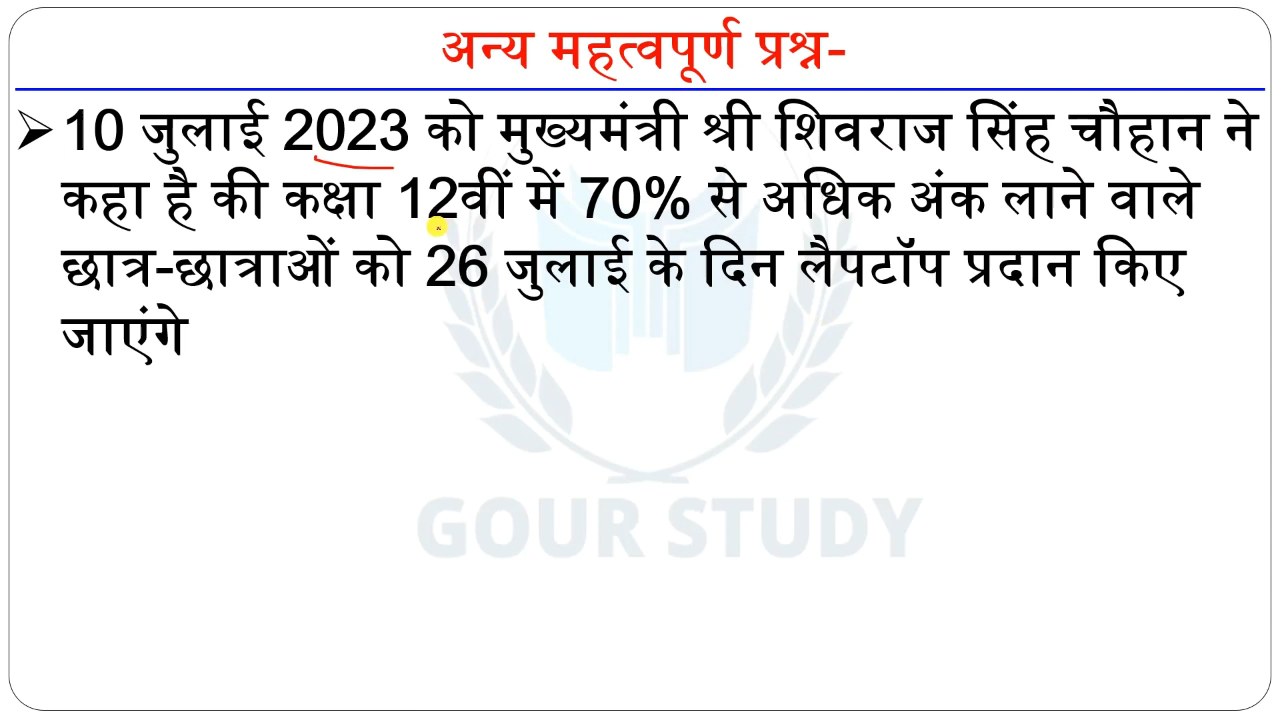 अन्य महत्वपूर्ण प्रश्न-
➢ 10 जुलाई 2023 को मुख्यमंत्री श्री शिवराज सिंह चौहान ने
कहा है की कक्षा 12वीं में 70% से अधिक अंक लाने वाले
छात्र-छात्राओं को 26 जुलाई के दिन लैपटॉप प्रदान किए
जाएंगे
GOUR STUDY